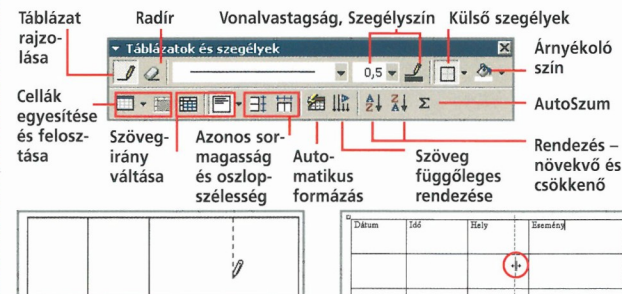 Táblázat rajzo-lása
Radír
Vonalvastagság, Szegélyszín
Külső szegélyek
Táblázatok és szegélyek
0,5
Árnyékoló szín
Cellák egyesítése és felosz-tása
AutoSzum
Szöveg-irány váltása
Azonos sor-magasság és oszlop-szélesség
Auto-matikus formázás
Szöveg függőleges rendezése
Rendezés – növekvő és csökkenő
Dátum
Idő
Hely
Esemény